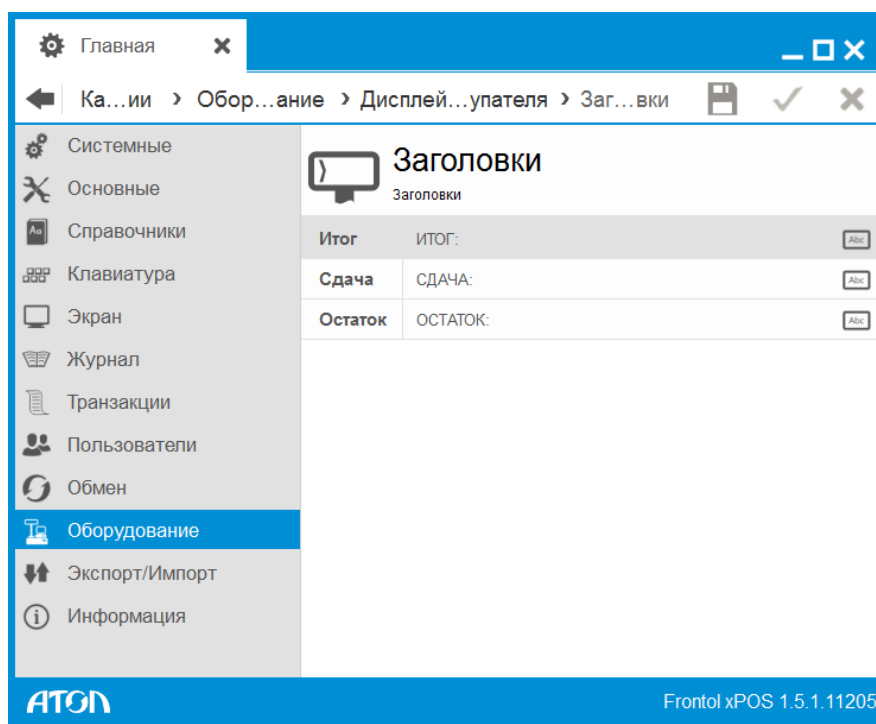 Главная
Ка...ии › Обор...ание › Дисплей...упателя › Заг...вки
Системные
Основные
Справочники
Клавиатура
Экран
Журнал
Транзакции
Пользователи
Обмен
Оборудование
Экспорт/Импорт
Информация
Заголовки
Заголовки
Итог ИТОГ: Abc
Сдача СДАЧА: Abc
Остаток ОСТАТОК: Abc
АТОЛ Frontol xPOS 1.5.1.11205